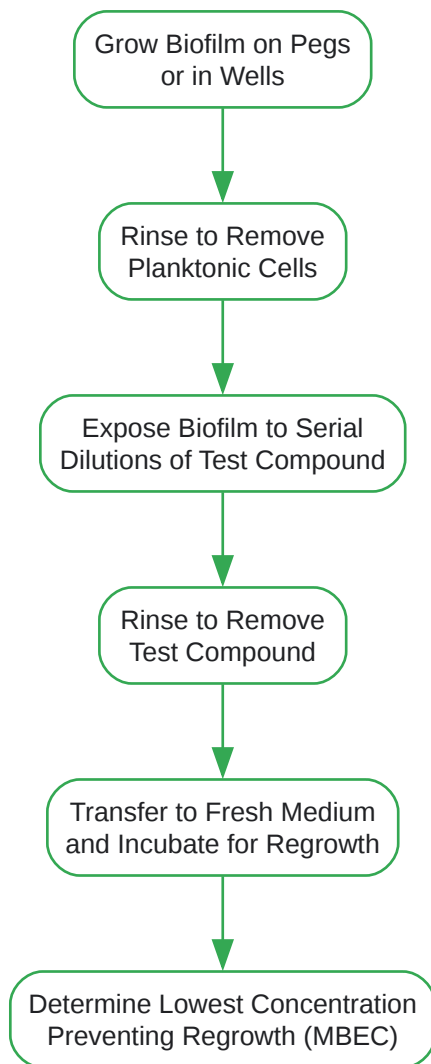 Grow Biofilm on Pegs
or in Wells
Rinse to Remove
Planktonic Cells
Expose Biofilm to Serial
Dilutions of Test Compound
Rinse to Remove
Test Compound
Transfer to Fresh Medium
and Incubate for Regrowth
Determine Lowest Concentration
Preventing Regrowth (MBEC)